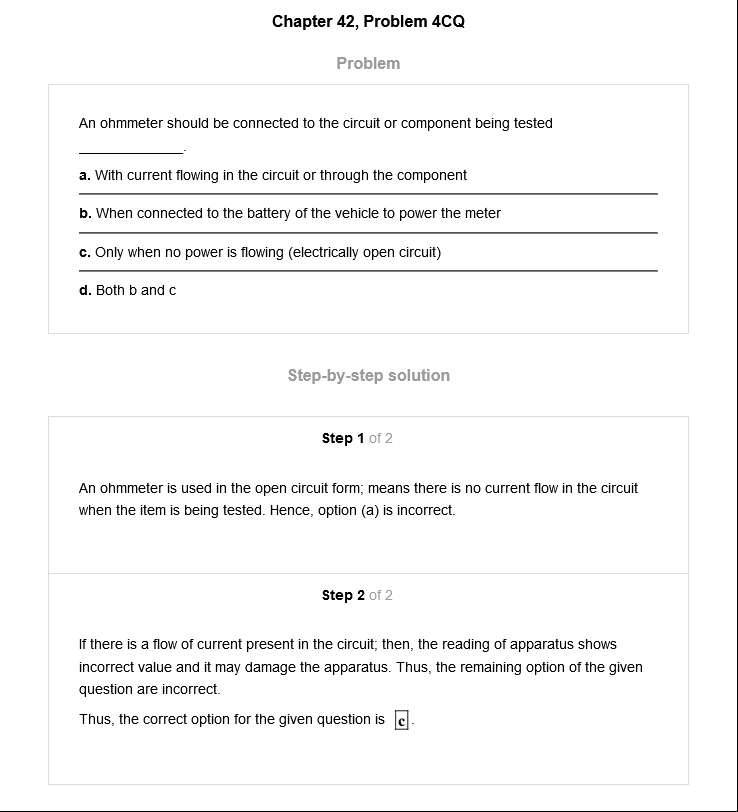 Chapter 42, Problem 4CQ
Problem
An ohmmeter should be connected to the circuit or component being tested
_____________.
a. With current flowing in the circuit or through the component
b. When connected to the battery of the vehicle to power the meter
c. Only when no power is flowing (electrically open circuit)
d. Both b and c
Step-by-step solution
Step 1 of 2
An ohmmeter is used in the open circuit form; means there is no current flow in the circuit
when the item is being tested. Hence, option (a) is incorrect.
Step 2 of 2
If there is a flow of current present in the circuit; then, the reading of apparatus shows
incorrect value and it may damage the apparatus. Thus, the remaining option of the given
question are incorrect.
Thus, the correct option for the given question is c.